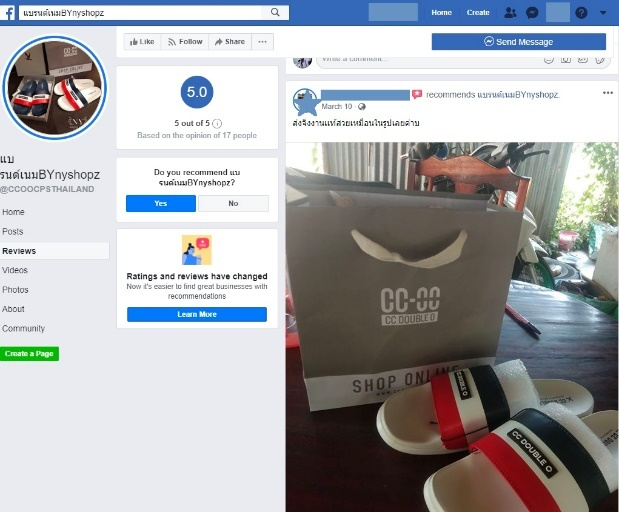 แบรนด์เนมBYnyshopz
Home
Create
Like
Follow
Share
Send Message
SHOP ONLINE
แบ
รนด์เนมBYnyshopz
@CCOOCPSTHAILAND
Home
Posts
Reviews
Videos
Photos
About
Community
Create a Page
5.0
5 out of 5
Based on the opinion of 17 people
Do you recommend แบ
รนด์เนมBYnyshopz?
Yes
No
Ratings and reviews have changed
Now it's easier to find great businesses with
recommendations
Learn More
Write a comment...
recommends แบรนด์เนมBYnyshopz.
March 10
ส่งจิงงานแท้สวยเหมือนในรูปเลยค่าบ
CC-OO
CC DOUBLE O
SHOP ONLINE
CC DOUBLE O
CC DOUBLE O